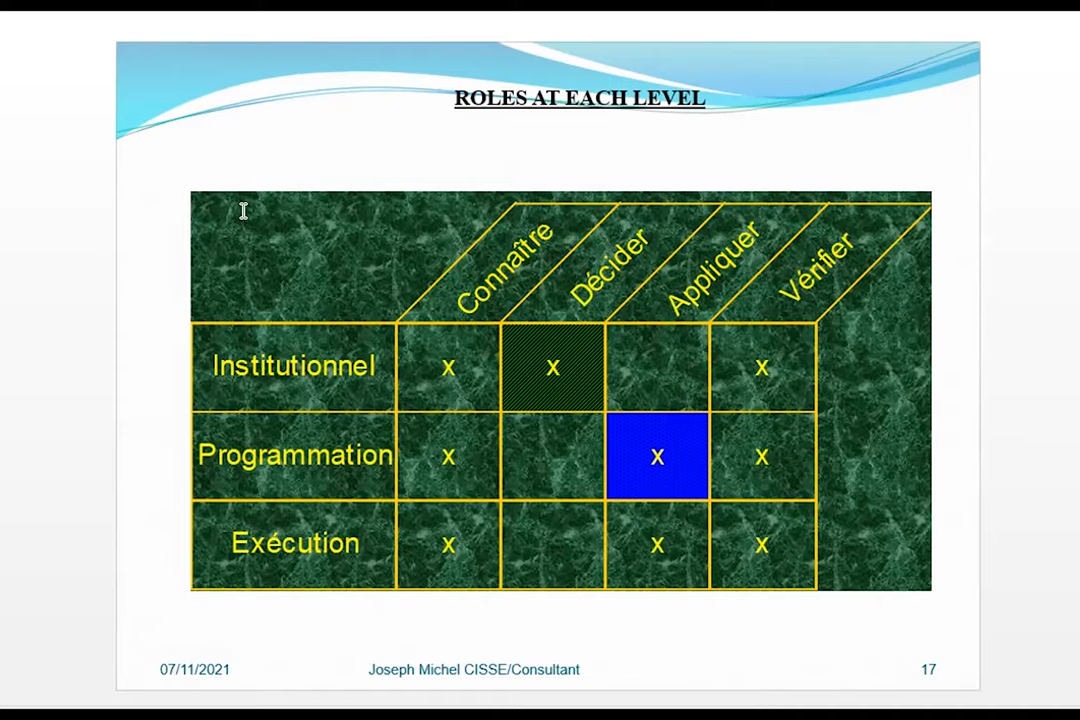 ROLES AT EACH LEVEL
Connaître Décider Appliquer Vérifier
Institutionnel x x x
Programmation x x x
Exécution x x x
07/11/2021 Joseph Michel CISSE/Consultant 17